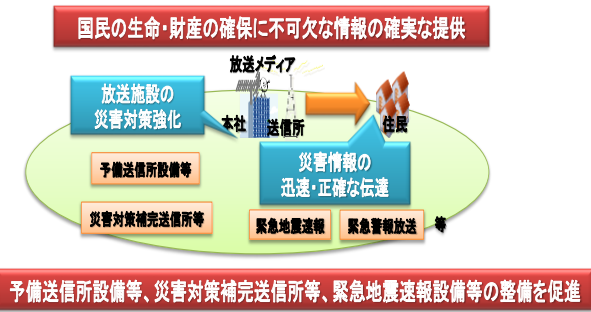 国民の生命・財産の確保に不可欠な情報の確実な提供
放送メディア
放送施設の
災害対策強化
本社
送信所
住民
災害情報の
迅速・正確な伝達
予備送信所設備等
災害対策補完送信所等
緊急地震速報
緊急警報放送
等
予備送信所設備等、災害対策補完送信所等、緊急地震速報設備等の整備を促進